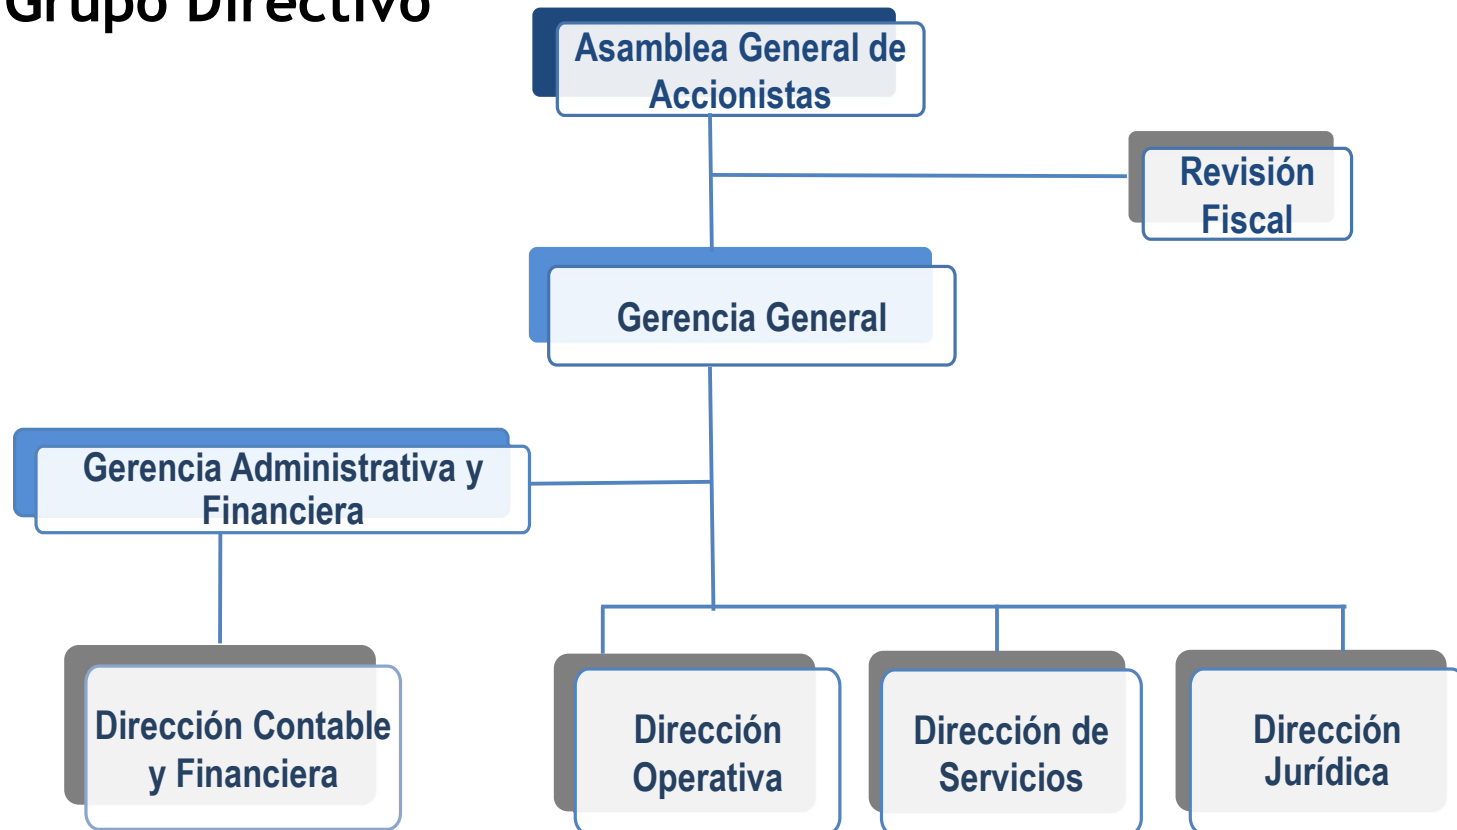 Grupo Directivo
Asamblea General de
Accionistas
Revisión
Fiscal
Gerencia General
Gerencia Administrativa y
Financiera
Dirección Contable
y Financiera
Dirección
Operativa
Dirección de
Servicios
Dirección
Jurídica